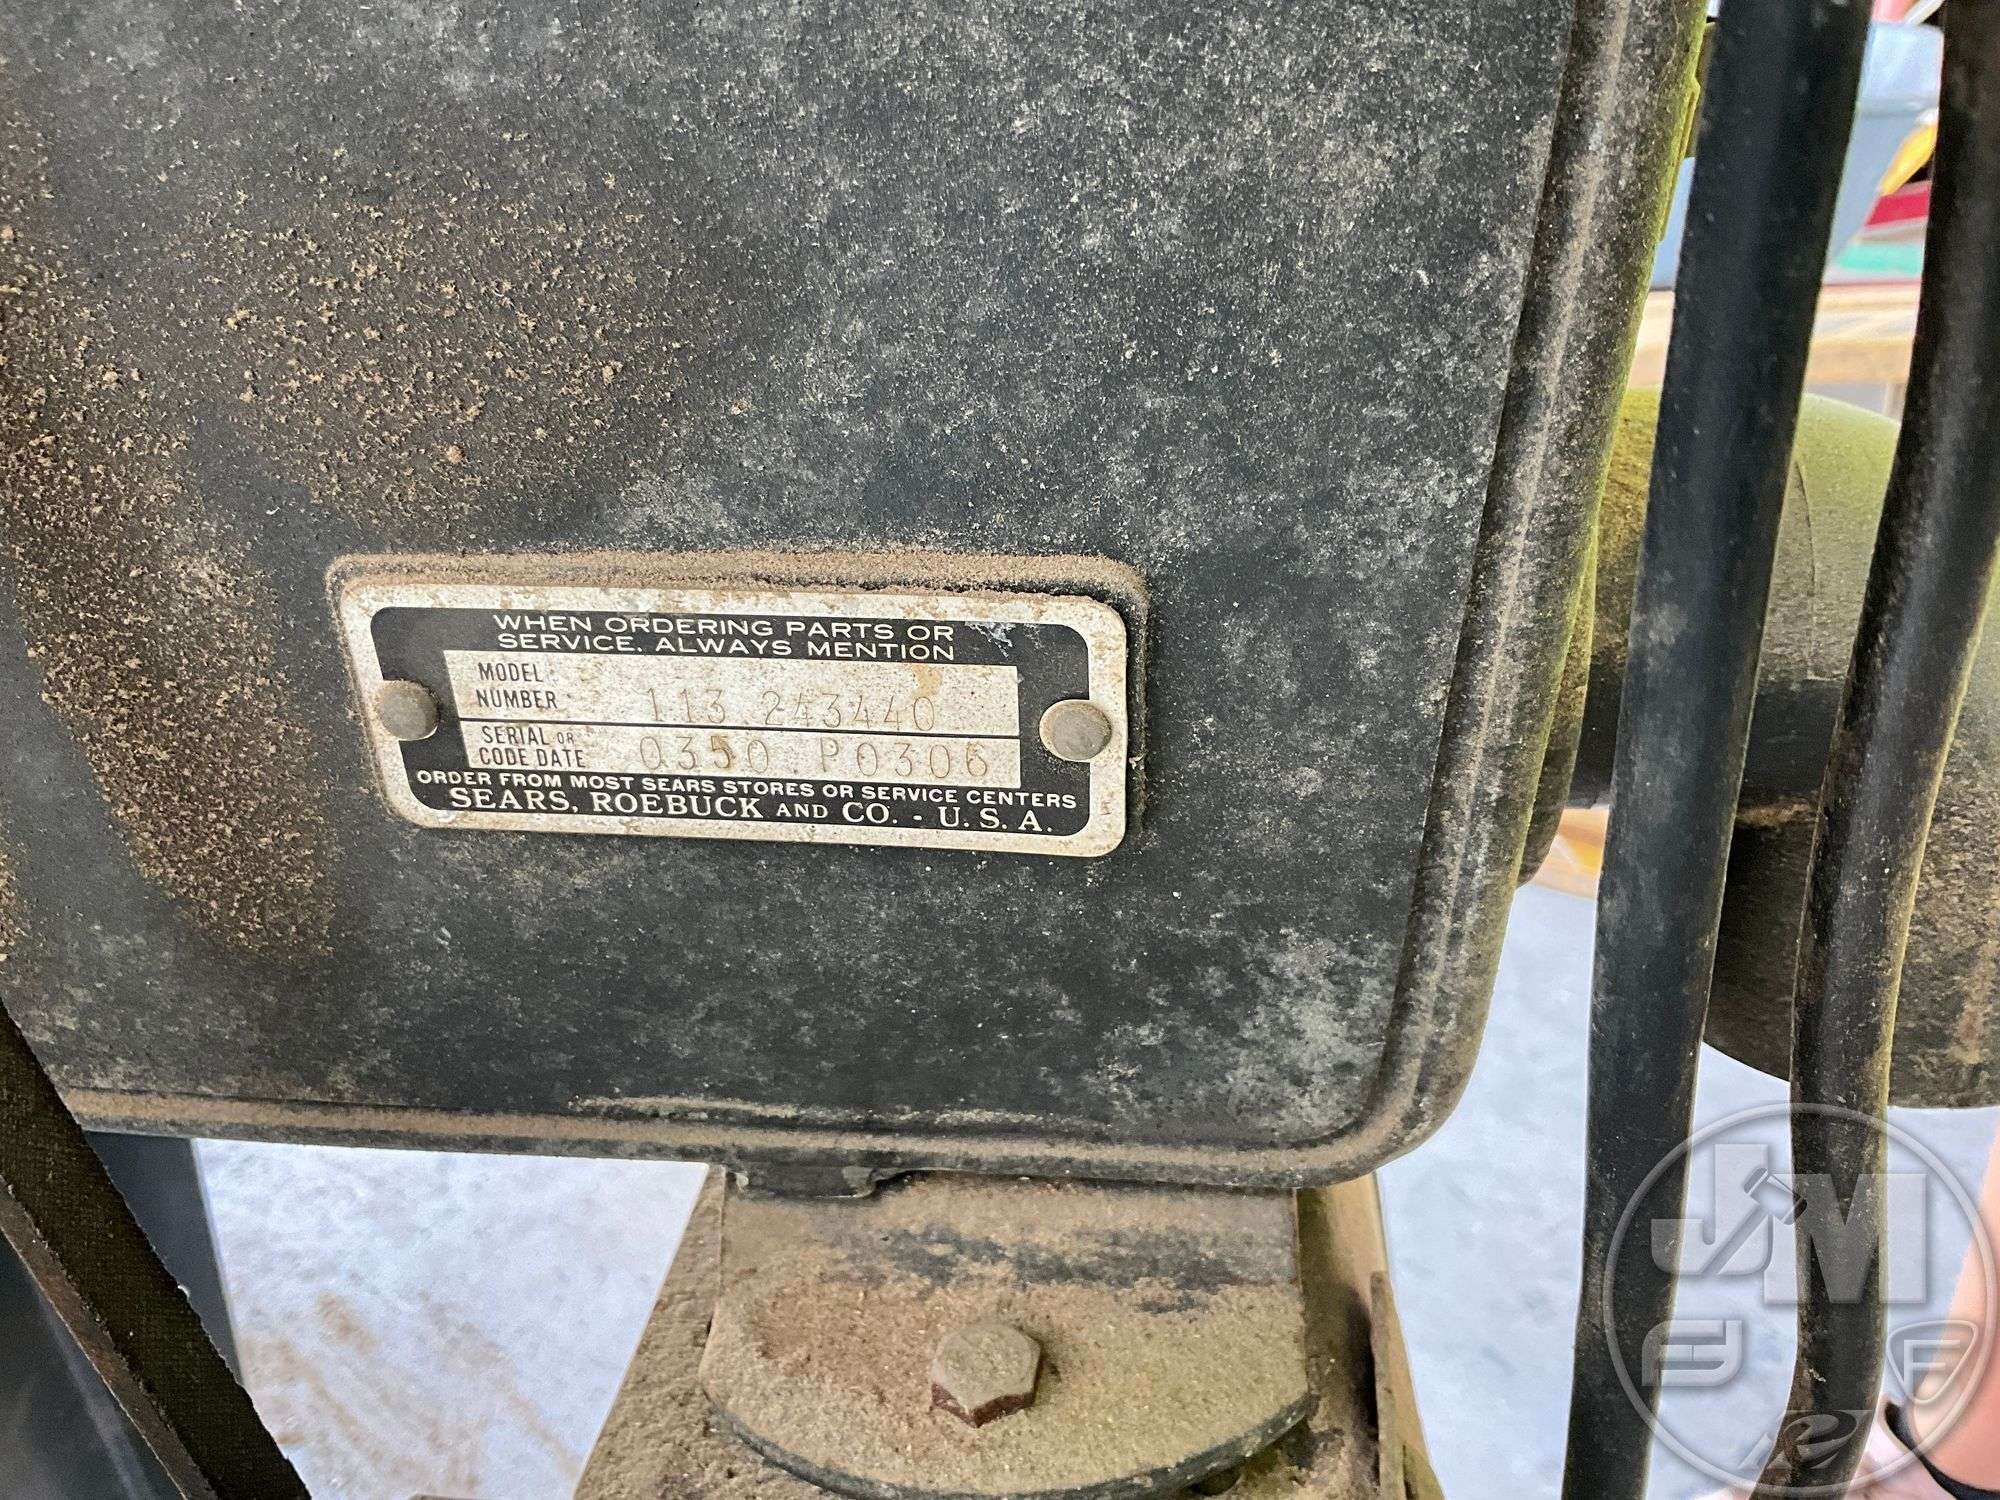 WHEN ORDERING PARTS OR
SERVICE, ALWAYS MENTION
MODEL
NUMBER 113.243440
SERIAL OR
CODE DATE 0350 P0306
ORDER FROM MOST SEARS STORES OR SERVICE CENTERS
SEARS, ROEBUCK AND CO. - U.S.A.
JM
F